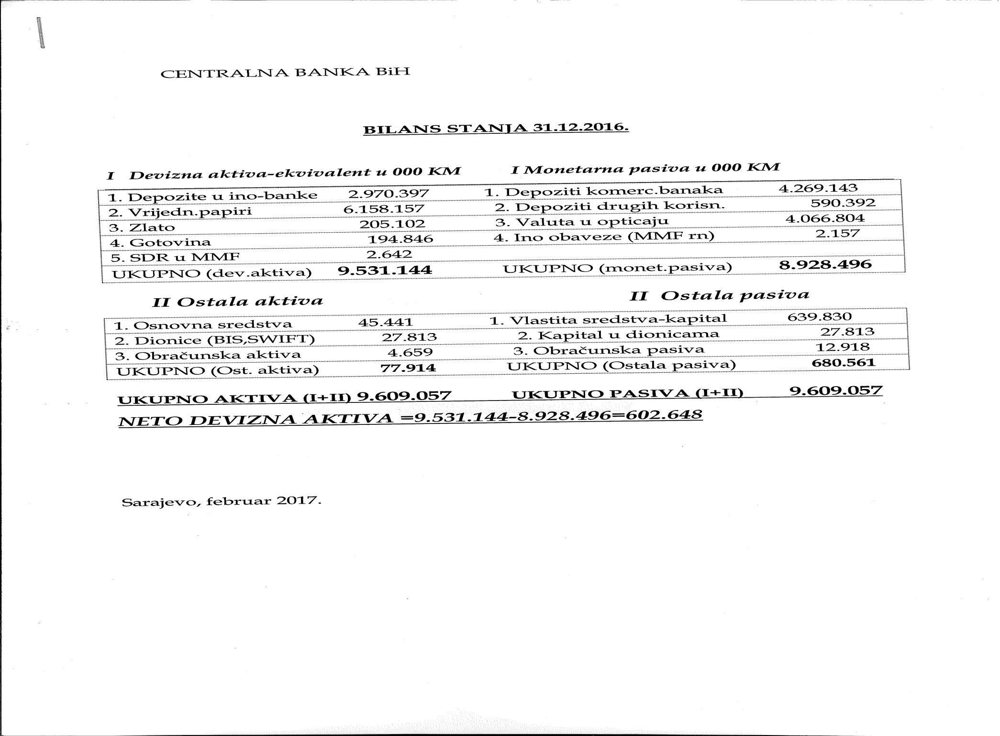 CENTRALNA BANKA BiH
BILANS STANJA 31.12.2016.
I Devizna aktiva-ekvivalent u 000 KM I Monetarna pasiva u 000 KM
1. Depozite u ino-banke 2.970.397 1. Depoziti komerc.banaka 4.269.143
2. Vrijedn.papiri 6.158.157 2. Depoziti drugih korisn. 590.392
3. Zlato 205.102 3. Valuta u opticaju 4.066.804
4. Gotovina 194.846 4. Ino obaveze (MMF rn) 2.157
5. SDR u MMF 2.642
UKUPNO (dev.aktiva) 9.531.144 UKUPNO (monet.pasiva) 8.928.496
II Ostala aktiva II Ostala pasiva
1. Osnovna sredstva 45.441 1. Vlastita sredstva-kapital 639.830
2. Dionice (BIS,SWIFT) 27.813 2. Kapital u dionicama 27.813
3. Obračunska aktiva 4.659 3. Obračunska pasiva 12.918
UKUPNO (Ost. aktiva) 77.914 UKUPNO (Ostala pasiva) 680.561
UKUPNO AKTIVA (I+II) 9.609.057 UKUPNO PASIVA (I+II) 9.609.057
NETO DEVIZNA AKTIVA =9.531.144-8.928.496=602.648
Sarajevo, februar 2017.